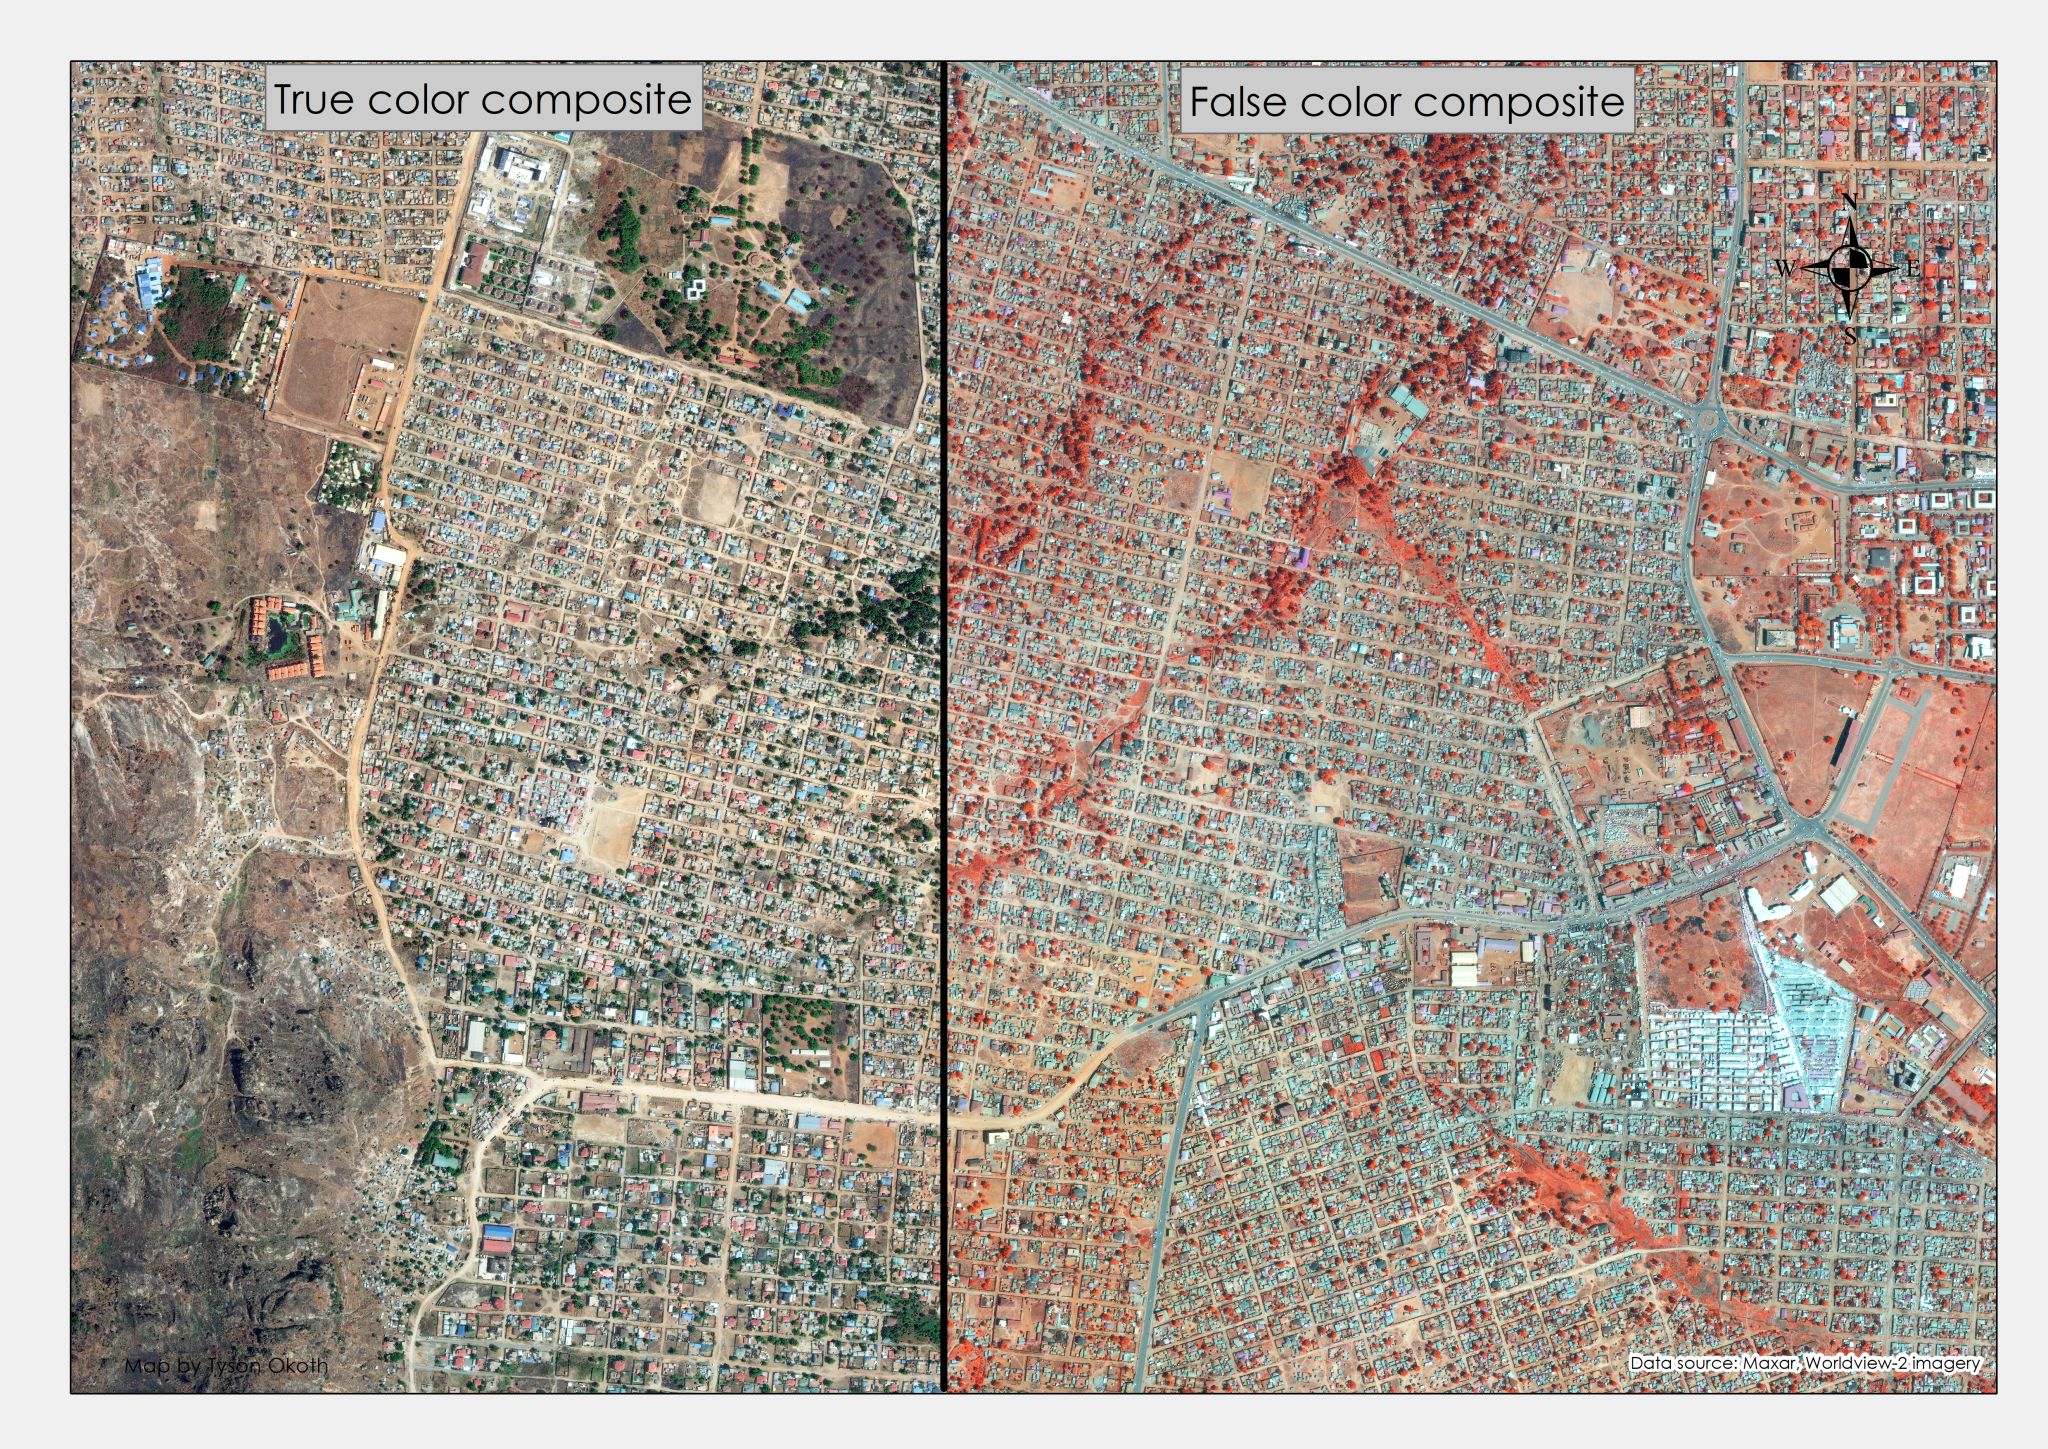 True color composite
False color composite
N
W E
S
Map by Tyson Okoth
Data source: Maxar, Worldview-2 imagery